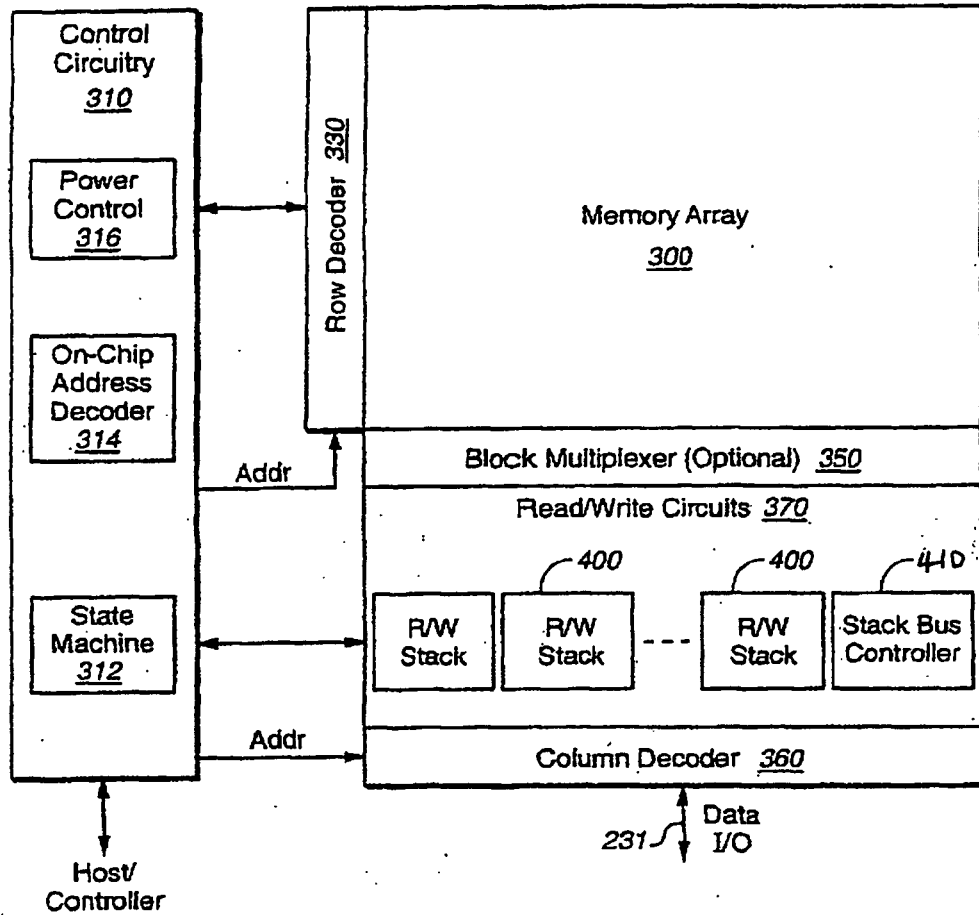 Control
Circuitry
310
Power
Control
316
On-Chip
Address
Decoder
314
State
Machine
312
Host/
Controller
Addr
Addr
Row Decoder 330
Memory Array
300
Block Multiplexer (Optional) 350
Read/Write Circuits 370
400
400
410
R/W
Stack
R/W
Stack
R/W
Stack
Stack Bus
Controller
Column Decoder 360
231
Data
I/O